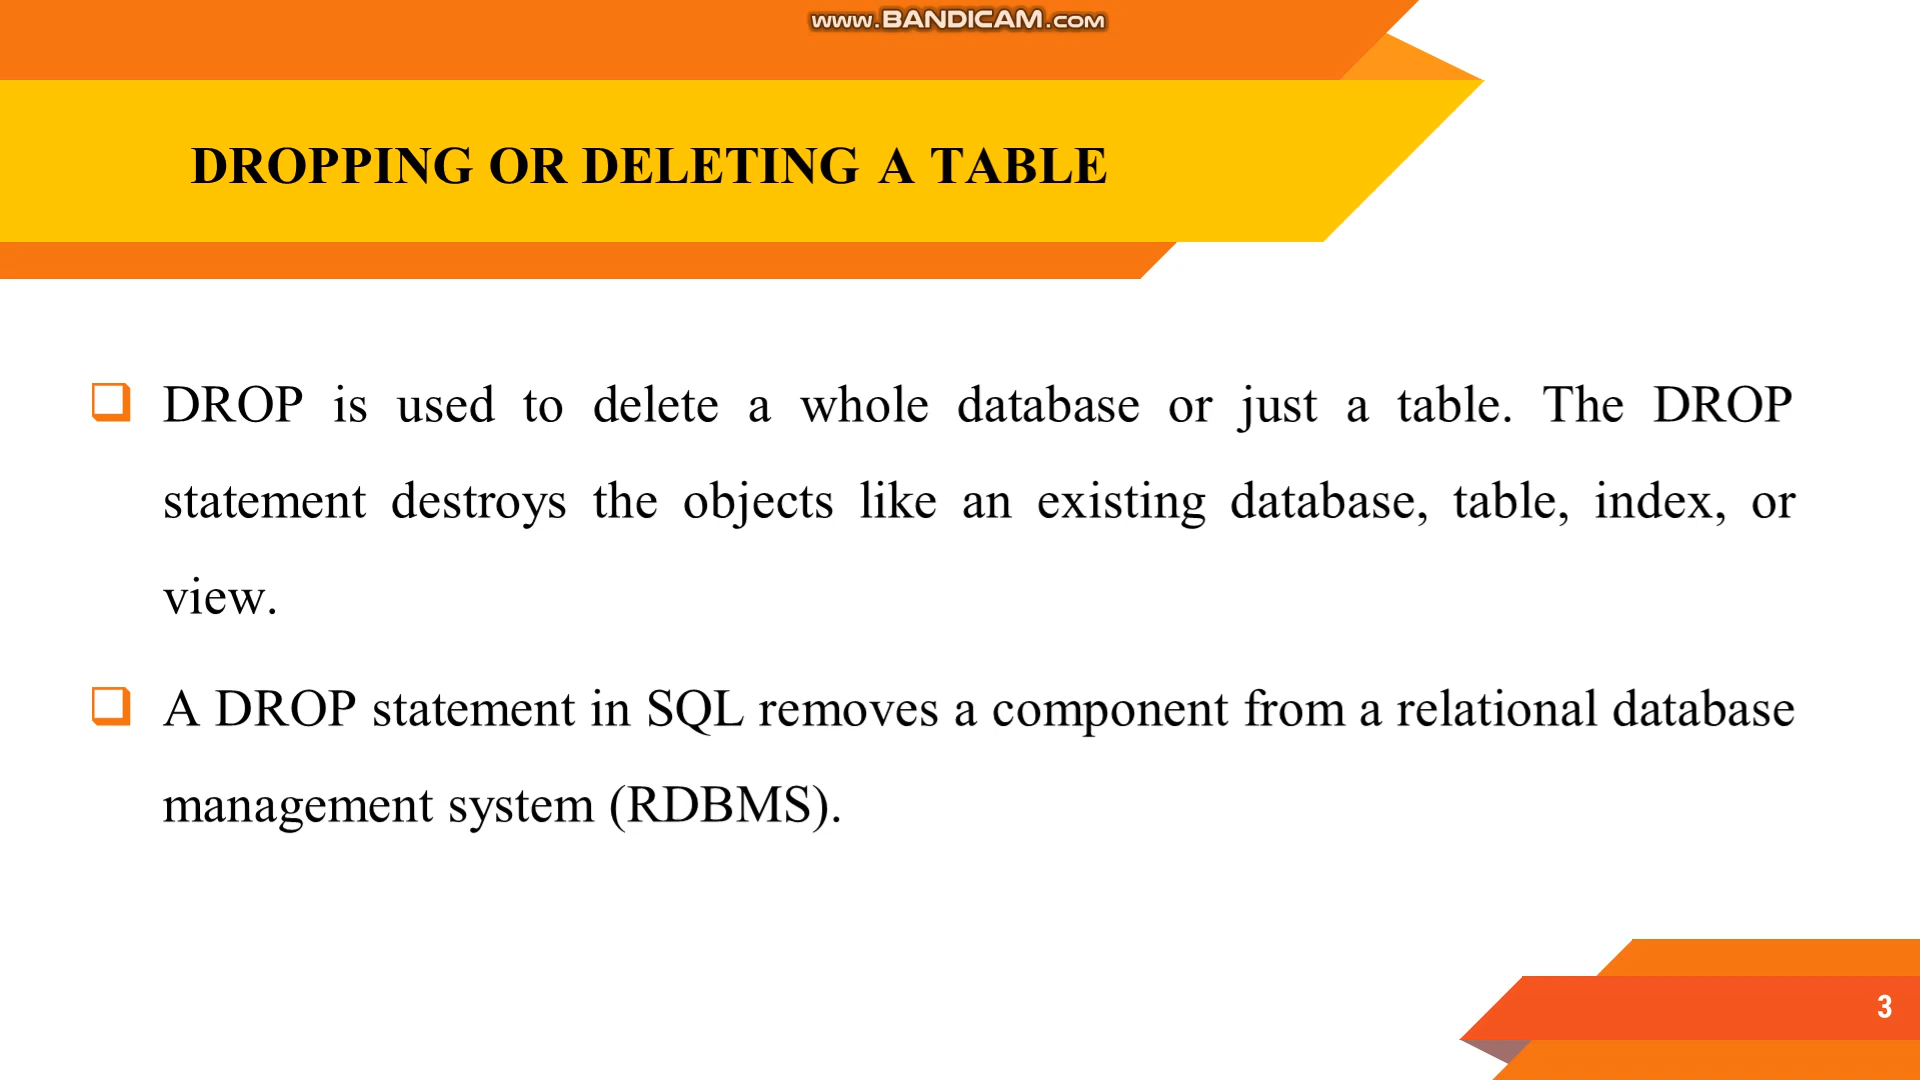 www.BANDICAM.com
DROPPING OR DELETING A TABLE
DROP is used to delete a whole database or just a table. The DROP
statement destroys the objects like an existing database, table, index, or
view.
A DROP statement in SQL removes a component from a relational database
management system (RDBMS).
3